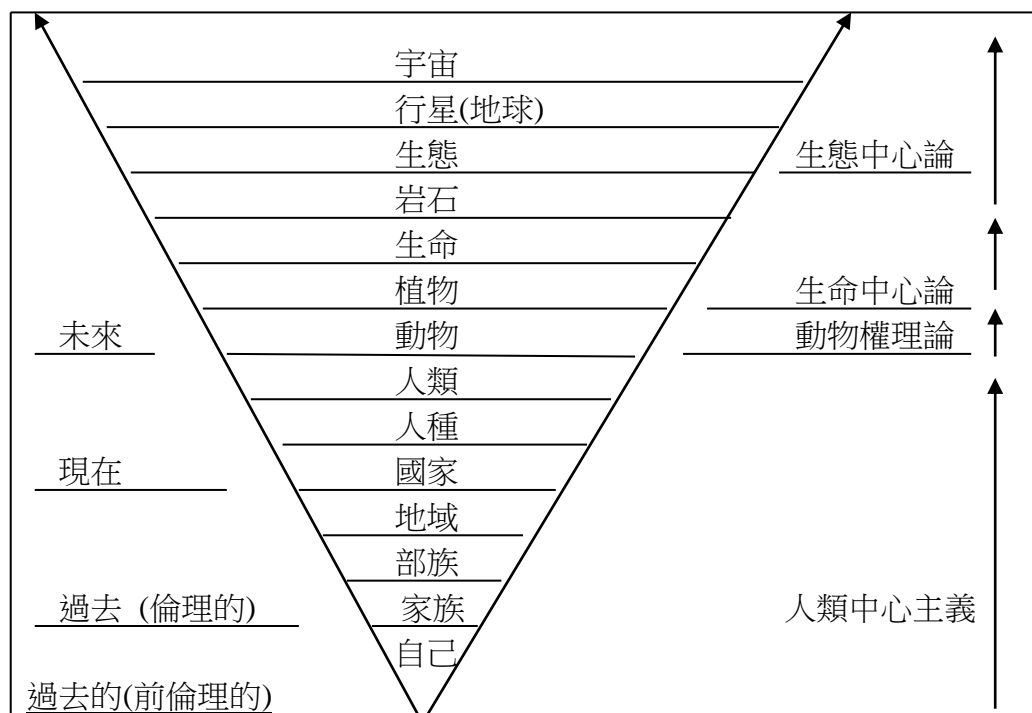 宇宙
行星(地球)
生態 生態中心論
岩石
生命
植物 生命中心論
未來 動物 動物權理論
人類
人種
現在 國家
地域
部族
過去 (倫理的) 家族 人類中心主義
自己
過去的(前倫理的)